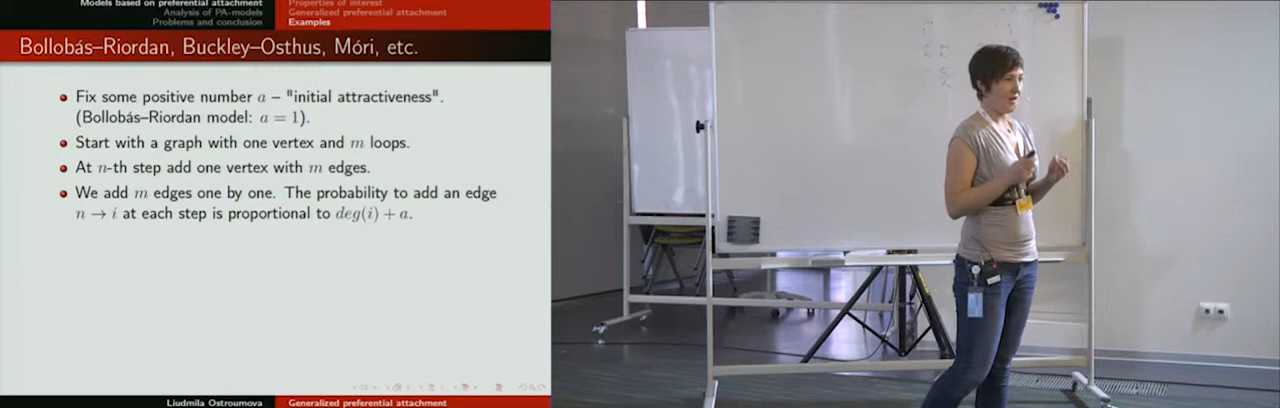 Models based on preferential attachment
Analysis of PA-models
Problems and conclusion
Properties of interest
Generalized preferential attachment
Examples
Bollobás–Riordan, Buckley–Osthus, Móri, etc.
Fix some positive number a – "initial attractiveness".
(Bollobás–Riordan model: a = 1).
Start with a graph with one vertex and m loops.
At n-th step add one vertex with m edges.
We add m edges one by one. The probability to add an edge
n → i at each step is proportional to deg(i) + a.
Liudmila Ostroumova
Generalized preferential attachment